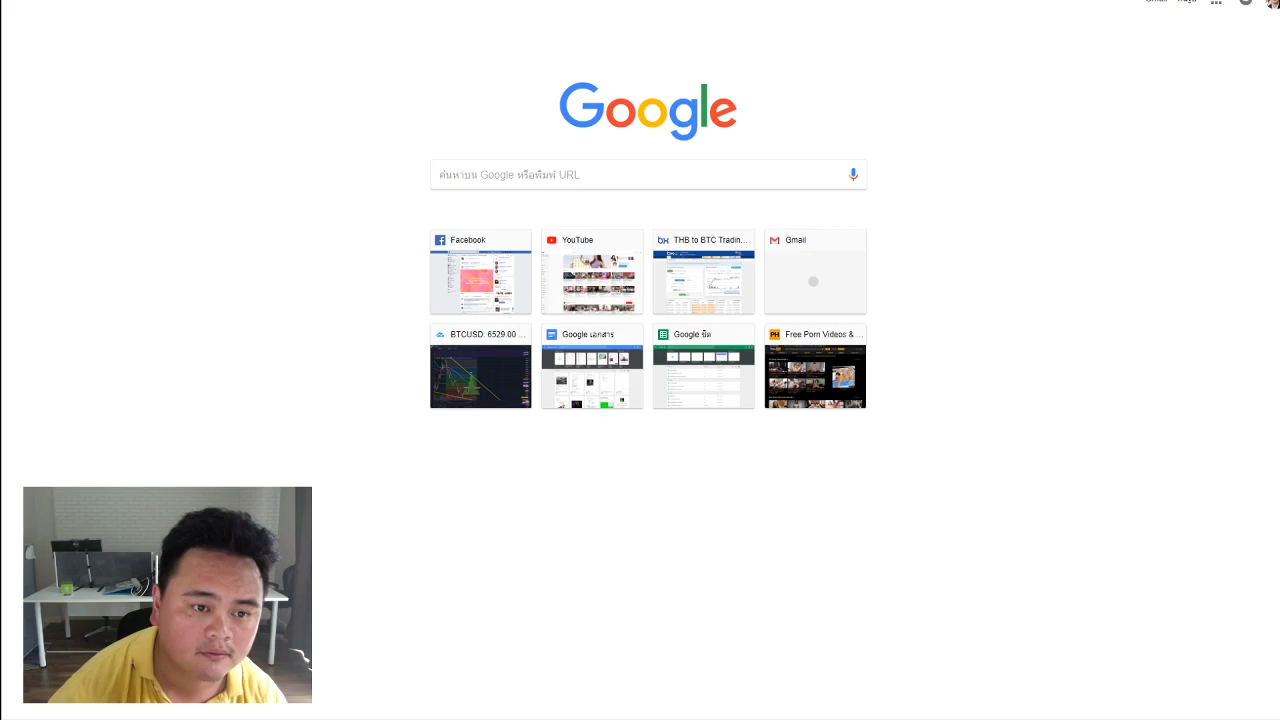 Google
ค้นหาบน Google หรือพิมพ์ URL
Facebook
YouTube
THB to BTC Tradin...
Gmail
BTCUSD: 6529.00 ...
Google เอกสาร
Google ชีต
PH
Free Porn Videos & ...